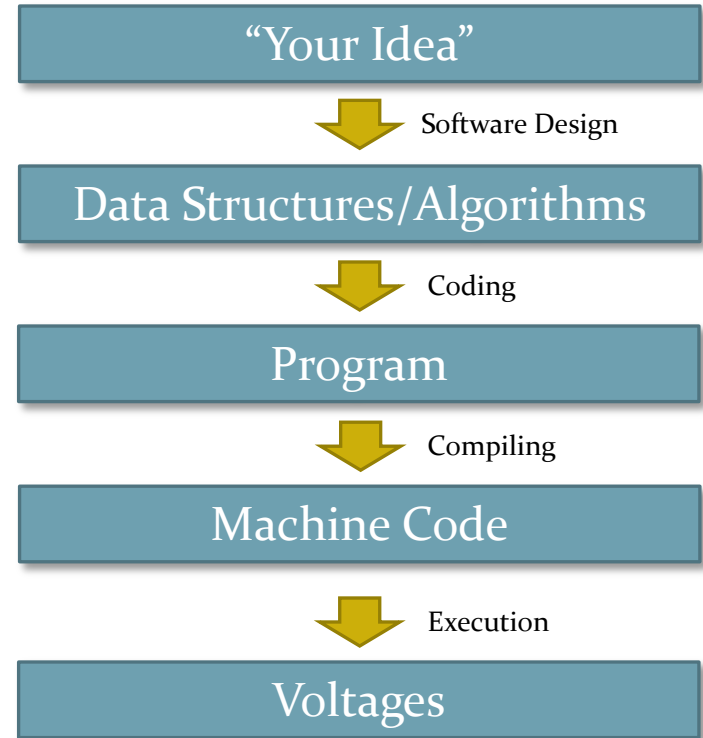 “Your Idea”
Software Design
Data Structures/Algorithms
Coding
Program
Compiling
Machine Code
Execution
Voltages